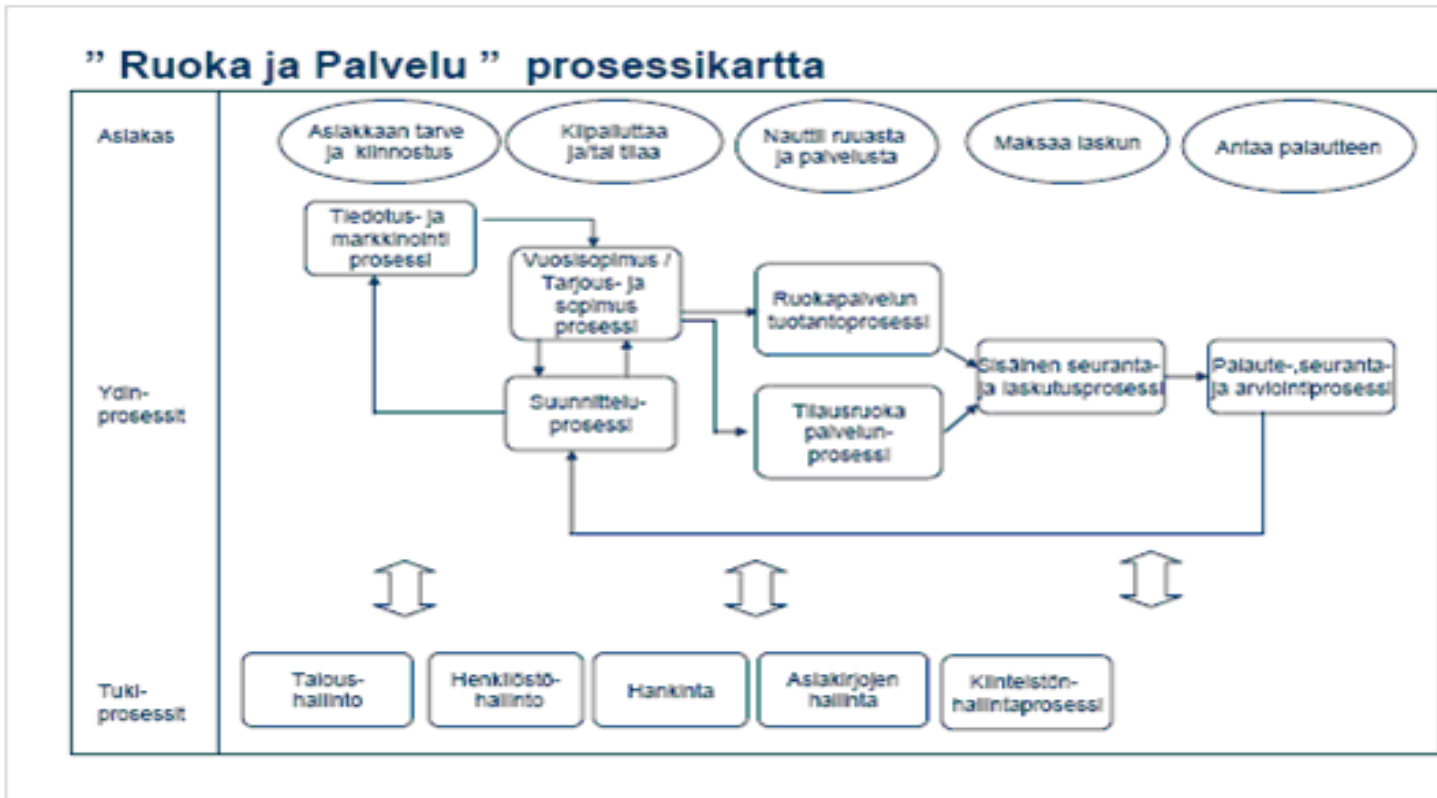 ” Ruoka ja Palvelu ” prosessikartta
Asiakas
Asiakkaan tarve
ja kiinnostus
Kilpailuttaa
ja/tai tilaa
Nauttii ruuasta
ja palvelusta
Maksaa laskun
Antaa palautteen
Ydin-
prosessit
Tiedotus- ja
markkinointi
prosessi
Vuosisopimus /
Tarjous- ja
sopimus
prosessi
Suunnittelu-
prosessi
Ruokapalvelun
tuotantoprosessi
Tilausruoka
palvelun-
prosessi
Sisäinen seuranta-
ja laskutusprosessi
Palaute-,seuranta-
ja arviointiprosessi
Tuki-
prosessit
Talous-
hallinto
Henkilöstö-
hallinto
Hankinta
Asiakirjojen
hallinta
Kiinteistön-
hallintaprosessi